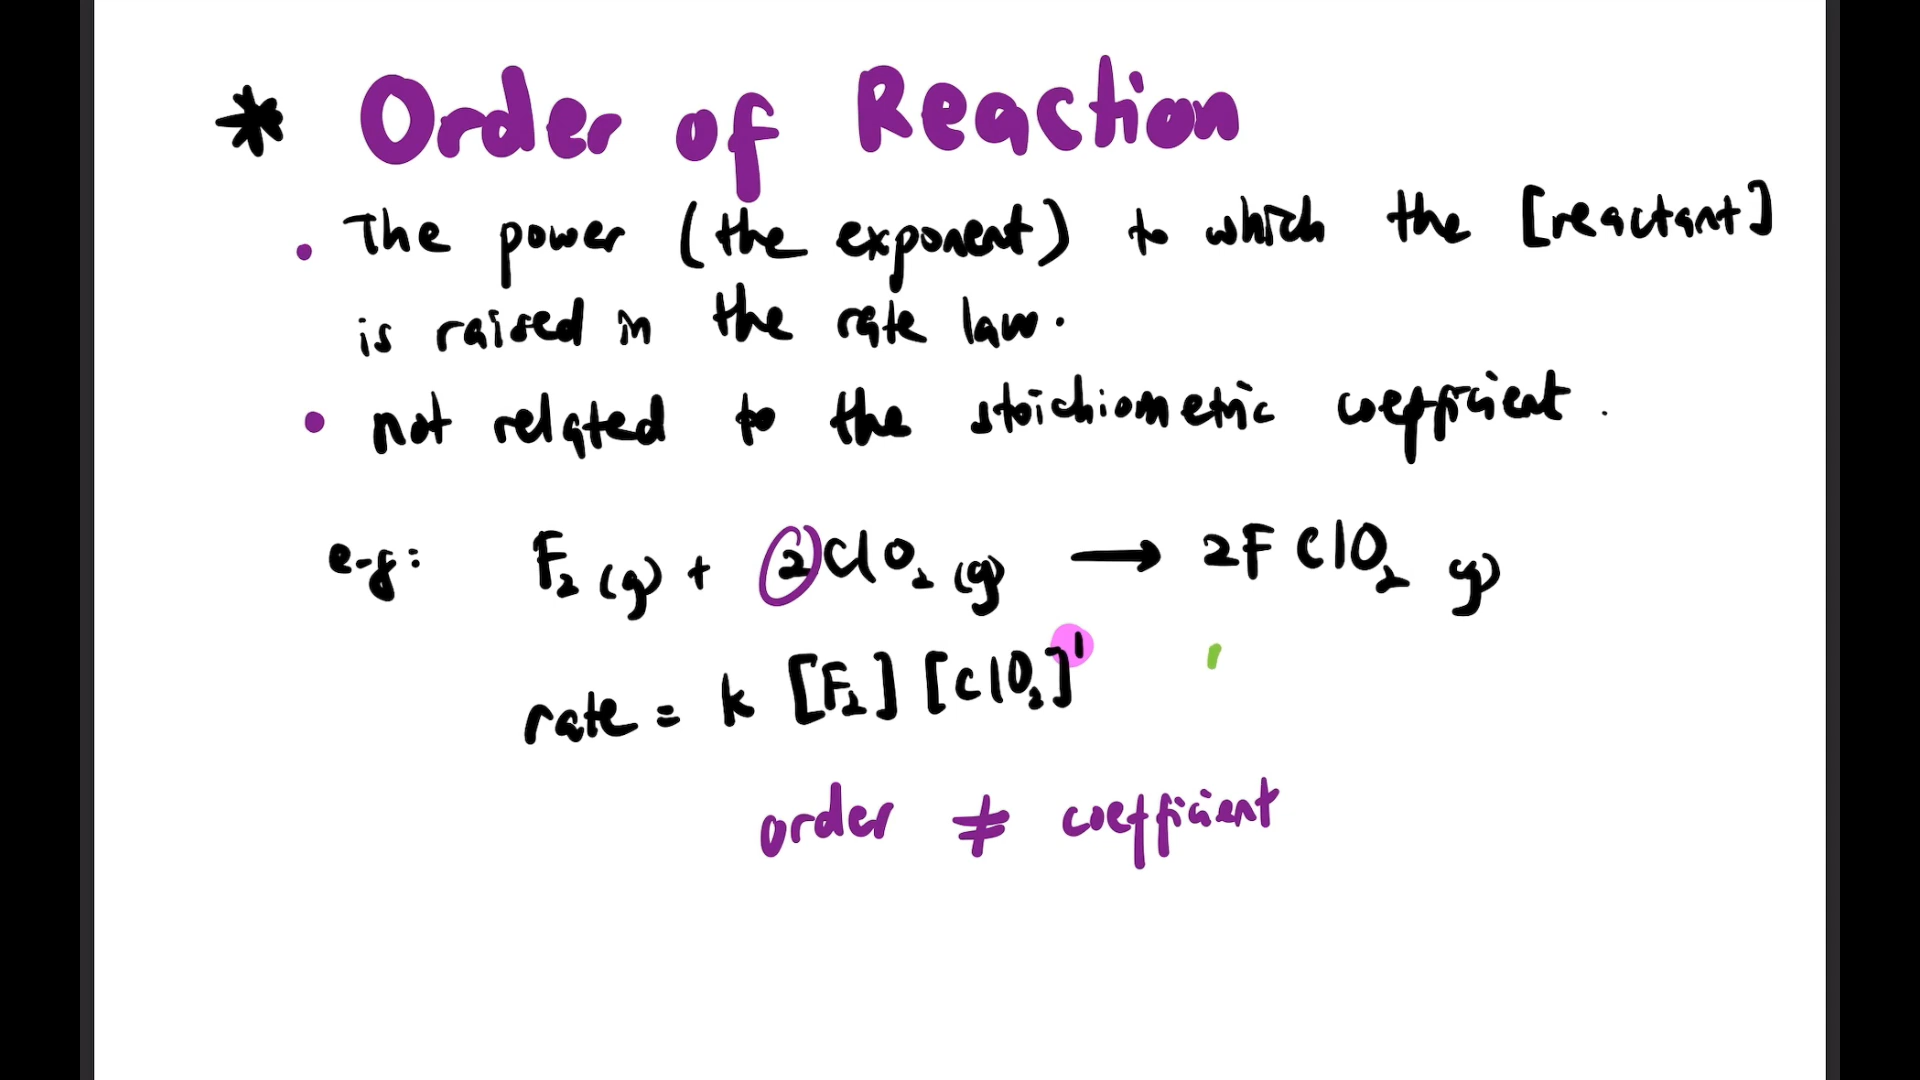 * Order of Reaction
• The power (the exponent) to which the [reactant]
is raised in the rate law.
• not related to the stoichiometric coefficient.
e.g: F₂ (g) + 2ClO₂ (g) → 2FClO₂ (g)
rate = k [F₂] [ClO₂]¹
order ≠ coefficient